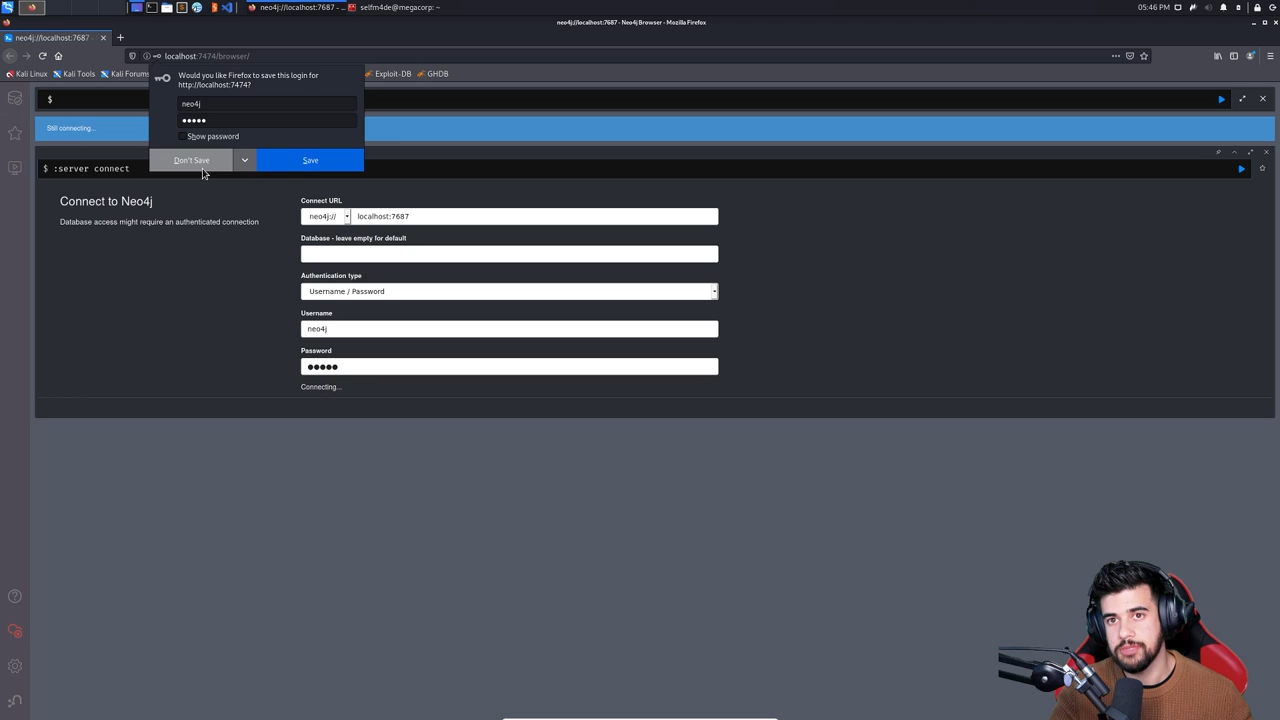 neo4j://localhost:7687 - ...
selfm4de@megacorp: ~
05:46 PM
neo4j://localhost:7687 - Neo4j Browser - Mozilla Firefox
neo4j://localhost:7687 -
localhost:7474/browser/
Kali Linux
Kali Tools
Kali Forums
Exploit-DB
GHDB
Would you like Firefox to save this login for
http://localhost:7474?
neo4j
●●●●●
Show password
Don't Save
Save
$
Still connecting...
$ :server connect
Connect to Neo4j
Database access might require an authenticated connection
Connect URL
neo4j://
localhost:7687
Database - leave empty for default
Authentication type
Username / Password
Username
neo4j
Password
●●●●●
Connecting...